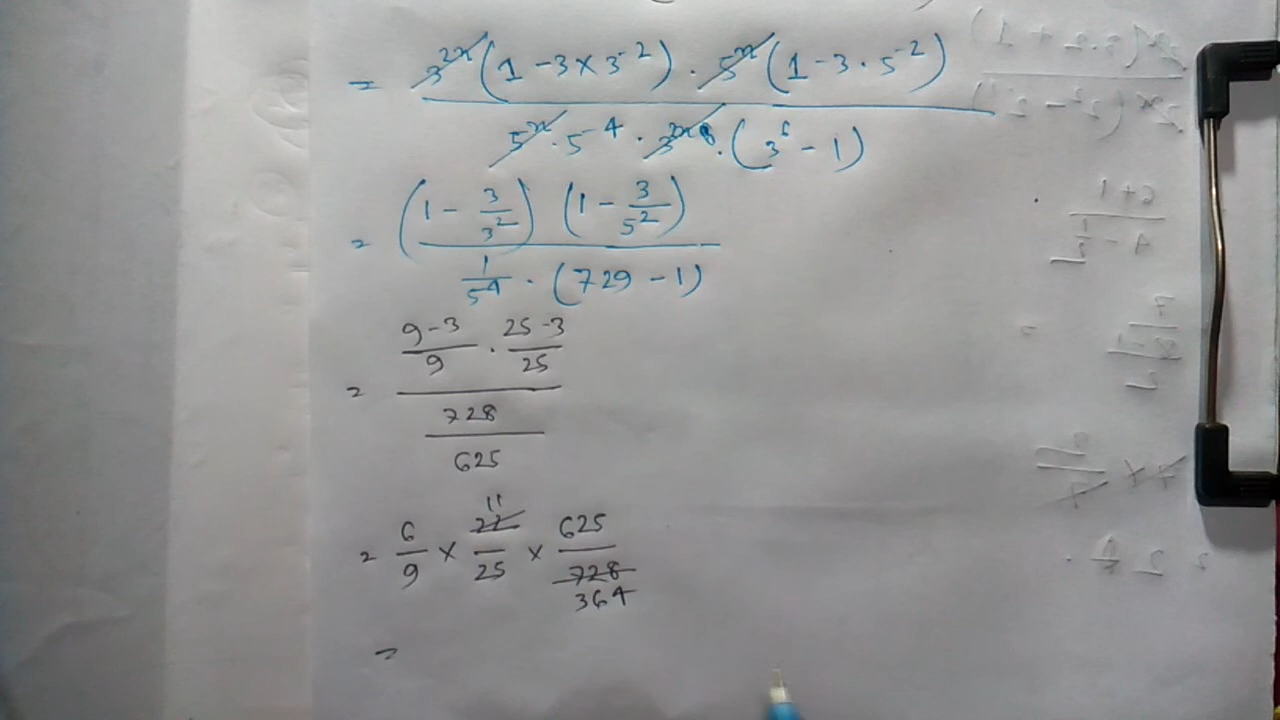 = 3^2x (1 - 3 × 3^-2) . 5^x (1 - 3 . 5^-2)
5^x . 5^-4 . . (3^6 - 1)
= (1 - 3/3^2) (1 - 3/5^2)
1/5^4 . (729 - 1)
= 9-3/9 . 25-3/25
728/625
= 6/9 × 22/25 × 625/728
11
364
=